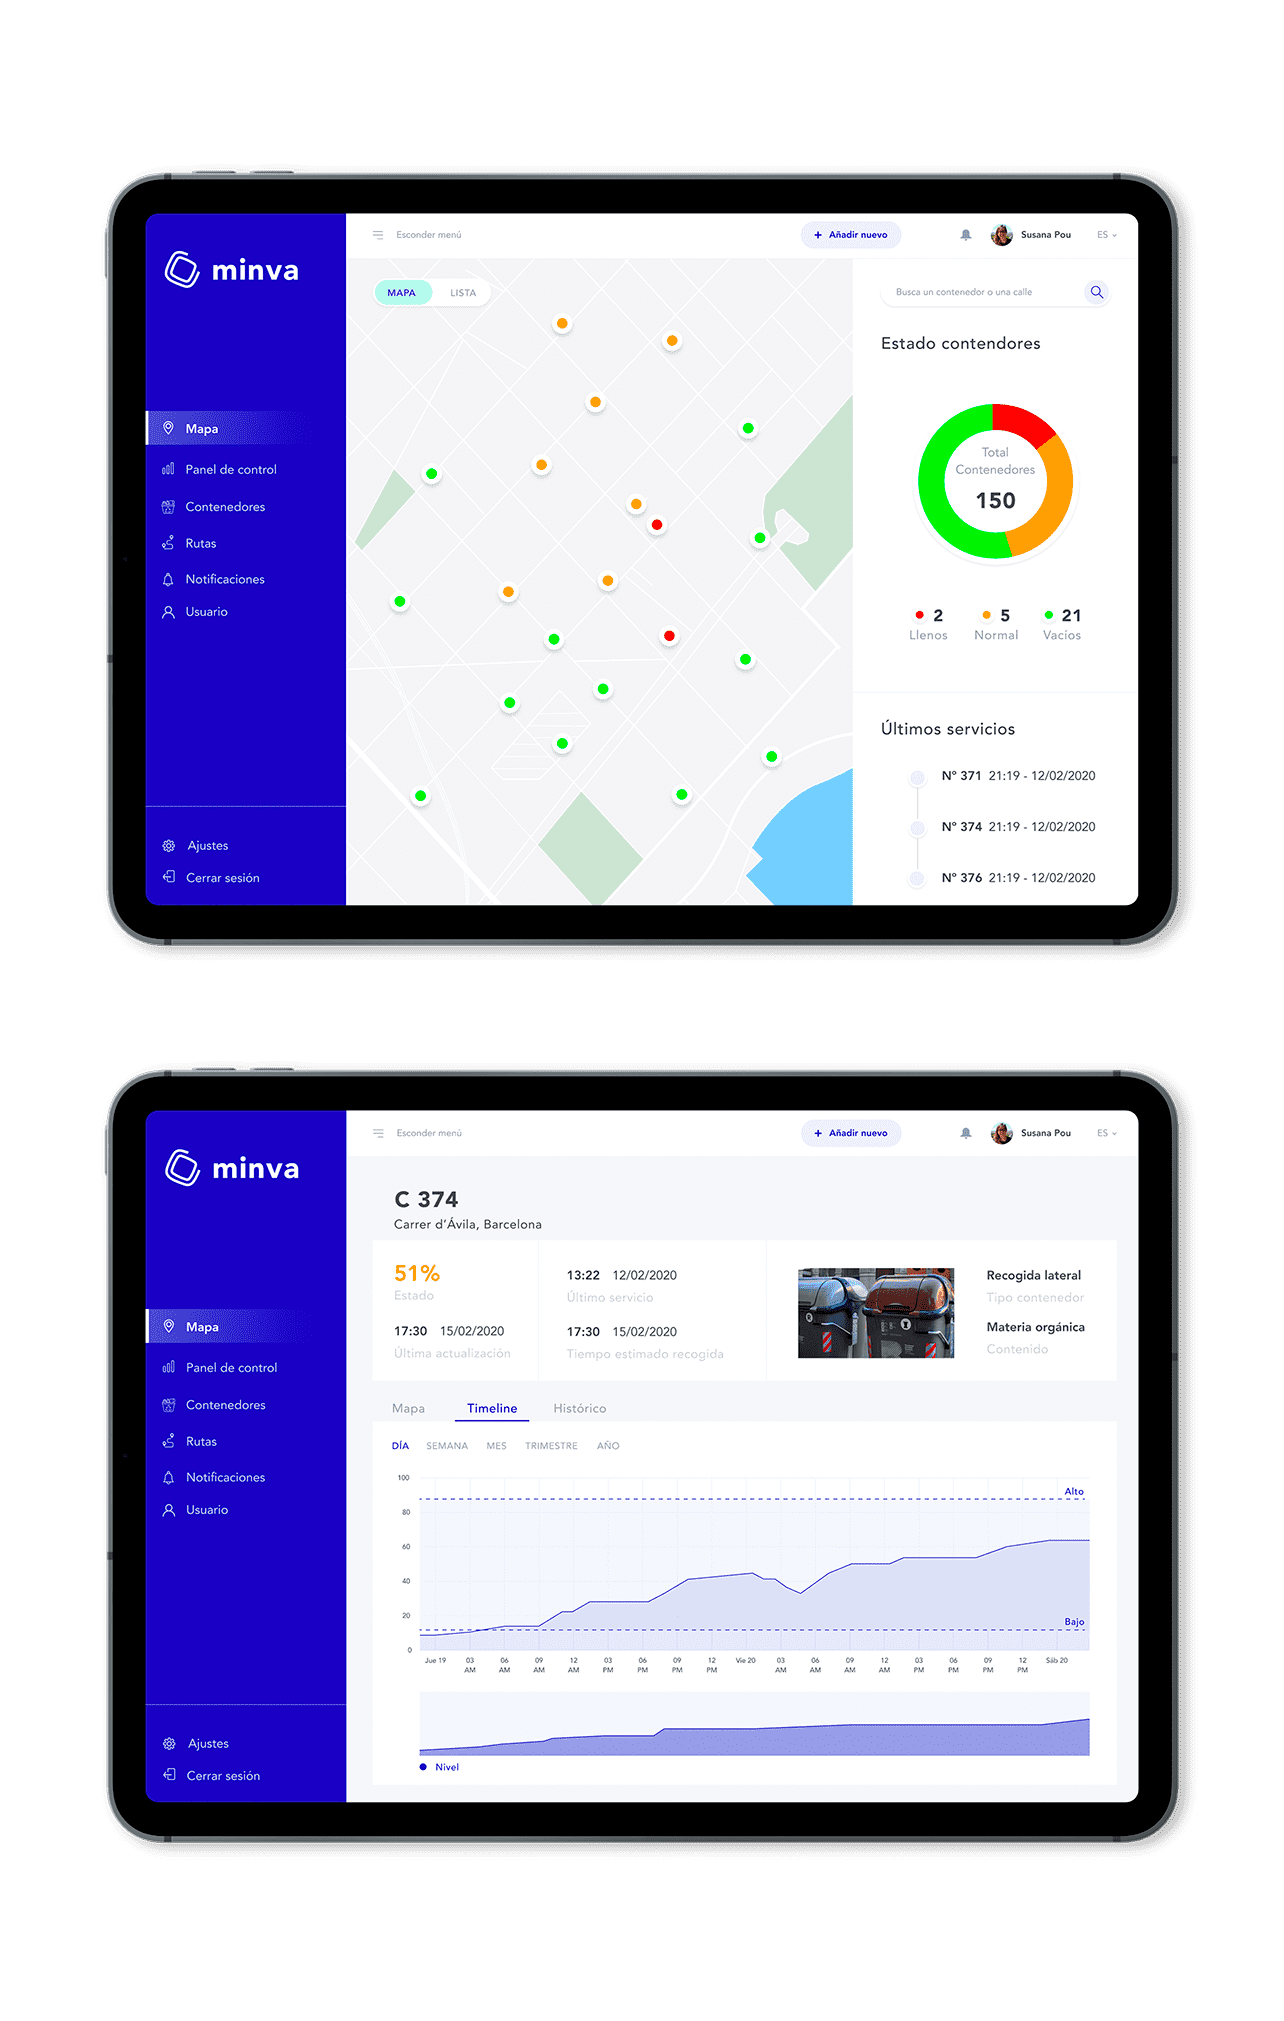 minva
Esconder menú
+ Añadir nuevo
Susana Pou
ES
MAPA
LISTA
Busca un contenedor o una calle
Estado contendores
Mapa
Panel de control
Contenedores
Rutas
Notificaciones
Usuario
Total
Contenedores
150
2
Llenos
5
Normal
21
Vacios
Últimos servicios
Nº 371 21:19 - 12/02/2020
Nº 374 21:19 - 12/02/2020
Nº 376 21:19 - 12/02/2020
Ajustes
Cerrar sesión
minva
Esconder menú
+ Añadir nuevo
Susana Pou
ES
C 374
Carrer d'Ávila, Barcelona
51%
Estado
17:30 15/02/2020
Última actualización
13:22 12/02/2020
Último servicio
17:30 15/02/2020
Tiempo estimado recogida
Recogida lateral
Tipo contenedor
Materia orgánica
Contenido
Mapa
Panel de control
Contenedores
Rutas
Notificaciones
Usuario
Mapa
Timeline
Histórico
DÍA
SEMANA
MES
TRIMESTRE
AÑO
100
80
60
40
20
0
Alto
Bajo
Jue 19
03 AM
06 AM
09 AM
12 AM
03 PM
06 PM
09 PM
12 PM
Vie 20
03 AM
06 AM
09 AM
12 AM
03 PM
06 PM
09 PM
12 PM
Sáb 20
Nivel
Ajustes
Cerrar sesión